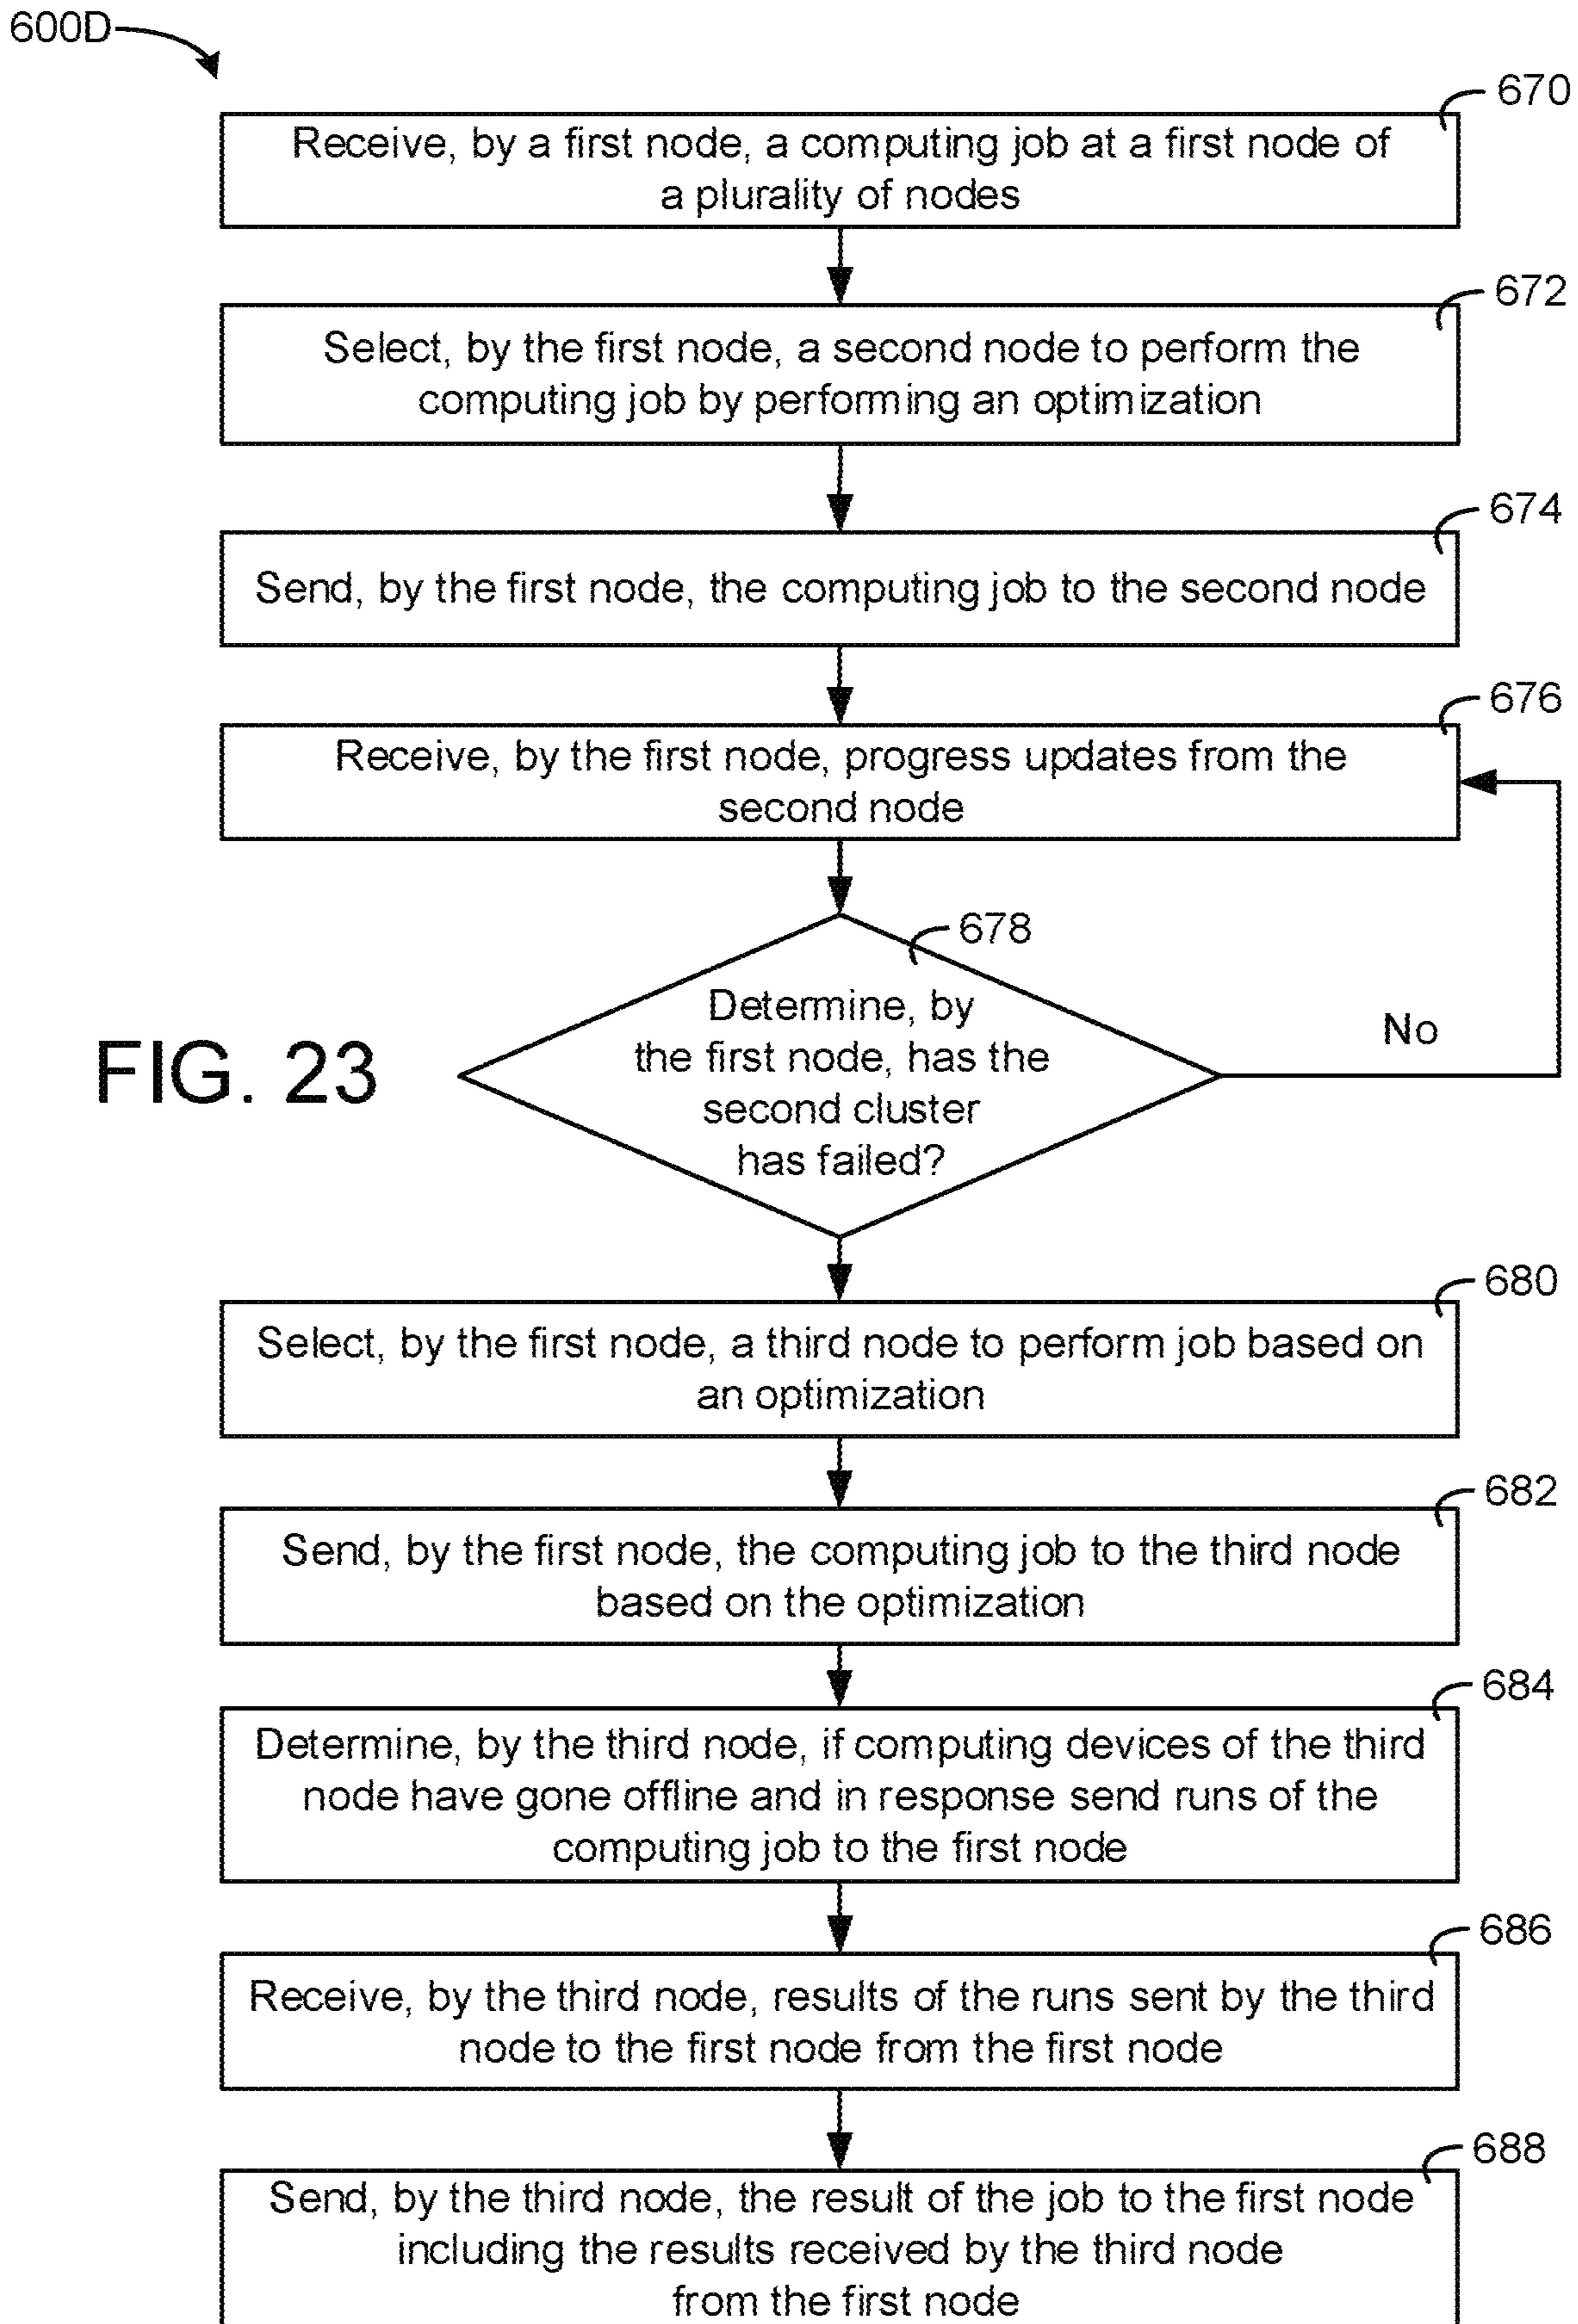 600D
670
Receive, by a first node, a computing job at a first node of
a plurality of nodes
672
Select, by the first node, a second node to perform the
computing job by performing an optimization
674
Send, by the first node, the computing job to the second node
676
Receive, by the first node, progress updates from the
second node
678
Determine, by
the first node, has the
second cluster
has failed?
No
FIG. 23
680
Select, by the first node, a third node to perform job based on
an optimization
682
Send, by the first node, the computing job to the third node
based on the optimization
684
Determine, by the third node, if computing devices of the third
node have gone offline and in response send runs of the
computing job to the first node
686
Receive, by the third node, results of the runs sent by the third
node to the first node from the first node
688
Send, by the third node, the result of the job to the first node
including the results received by the third node
from the first node